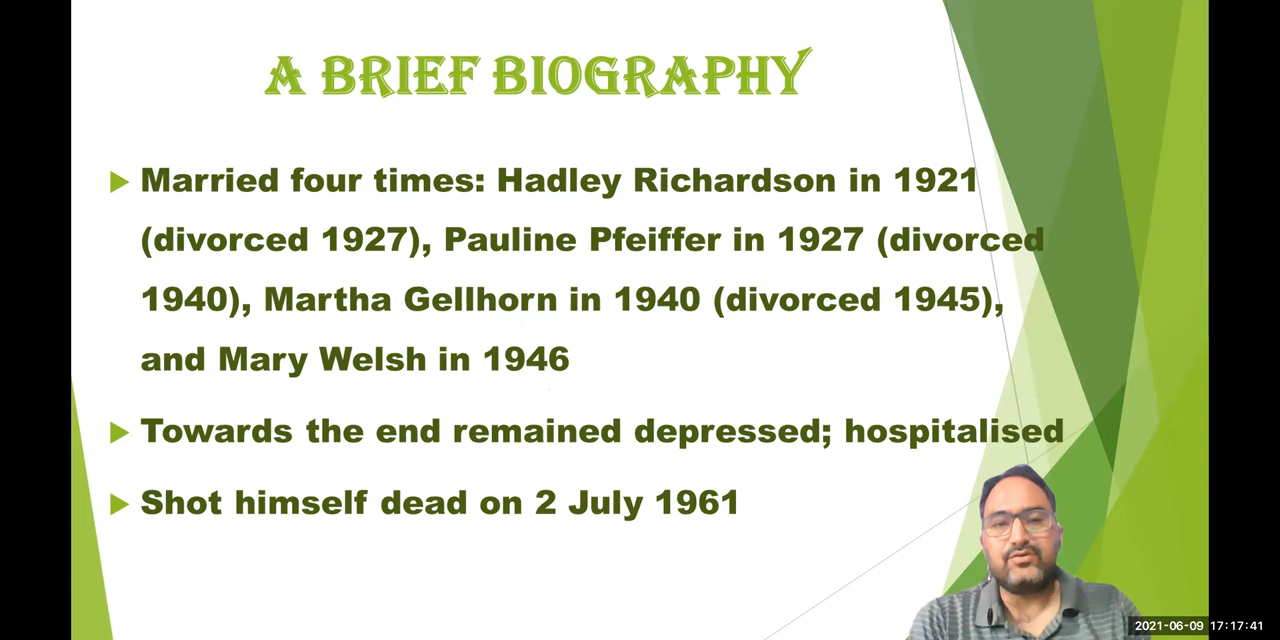 A BRIEF BIOGRAPHY
Married four times: Hadley Richardson in 1921
(divorced 1927), Pauline Pfeiffer in 1927 (divorced
1940), Martha Gellhorn in 1940 (divorced 1945),
and Mary Welsh in 1946
Towards the end remained depressed; hospitalised
Shot himself dead on 2 July 1961
2021-06-09 17:17:41